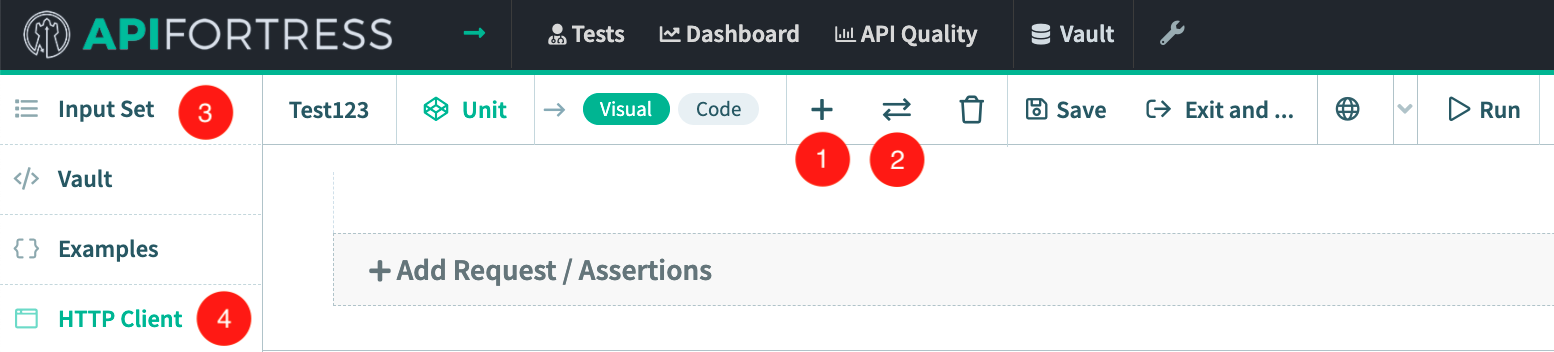 APIFORTRESS Tests Dashboard API Quality Vault
Input Set 3 Test123 Unit Visual Code Save Exit and ... Run
1 2
Vault
Examples
+ Add Request / Assertions
HTTP Client 4